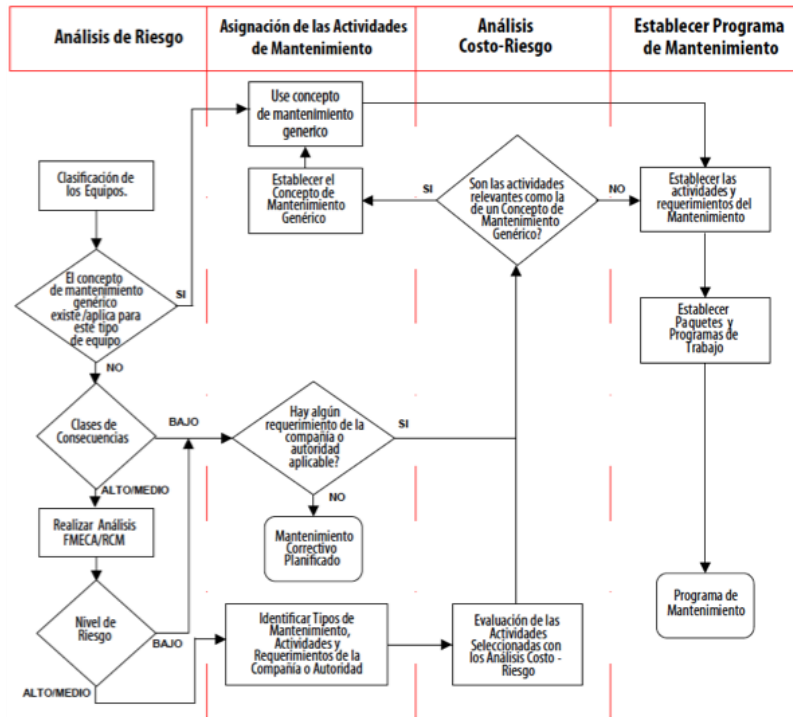 Análisis de Riesgo
Asignación de las Actividades
de Mantenimiento
Análisis
Costo-Riesgo
Establecer Programa
de Mantenimiento
Use concepto
de mantenimiento
generico
Clasificación de
los Equipos.
Establecer el
Concepto de
Mantenimiento
Genérico
SI
Son las actividades
relevantes como la
de un Concepto de
Mantenimiento
Genérico?
NO
Establecer las
actividades y
requerimientos del
Mantenimiento
El concepto
de mantenimiento
genérico
existe/aplica para
este tipo
de equipo
SI
NO
Establecer
Paquetes y
Programas de
Trabajo
Clases de
Consecuencias
BAJO
Hay algún
requerimiento de la
compañía o
autoridad
aplicable?
SI
ALTO/MEDIO
NO
Realizar Análisis
FMECA/RCM
Mantenimiento
Correctivo
Planificado
Programa de
Mantenimiento
Nivel de
Riesgo
BAJO
Identificar Tipos de
Mantenimiento,
Actividades y
Requerimientos de la
Compañía o Autoridad
Evaluación de las
Actividades
Seleccionadas con
los Análisis Costo -
Riesgo
ALTO/MEDIO